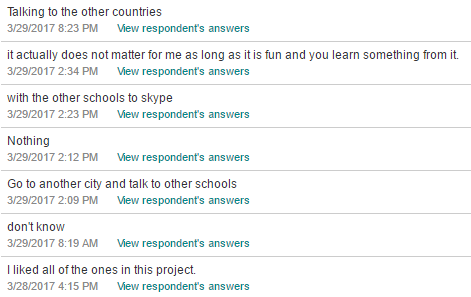 Talking to the other countries
3/29/2017 8:23 PM View respondent's answers
it actually does not matter for me as long as it is fun and you learn something from it.
3/29/2017 2:34 PM View respondent's answers
with the other schools to skype
3/29/2017 2:23 PM View respondent's answers
Nothing
3/29/2017 2:12 PM View respondent's answers
Go to another city and talk to other schools
3/29/2017 2:09 PM View respondent's answers
don't know
3/29/2017 8:19 AM View respondent's answers
I liked all of the ones in this project.
3/28/2017 4:15 PM View respondent's answers